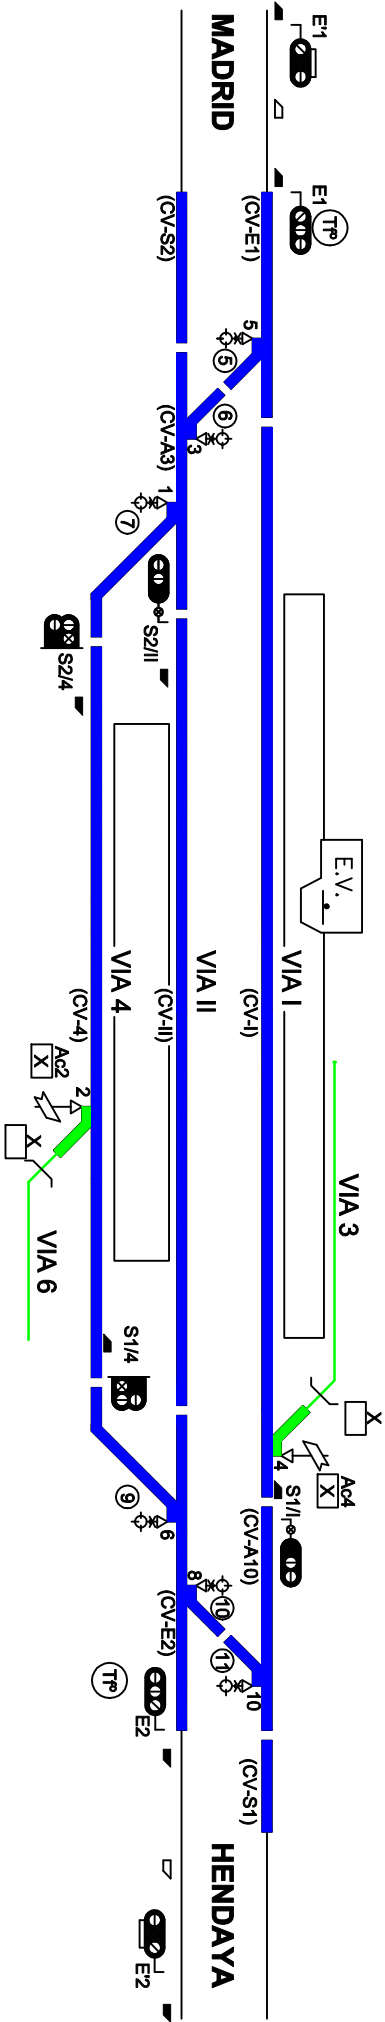 E'1
E1
Tfº
MADRID
(CV-E1)
(CV-S2)
5
5
6
3
(CV-A3)
1
7
S2/II
S2/4
E.V.
VIA I
(CV-I)
VIA II
(CV-II)
VIA 4
(CV-4)
VIA 3
Ac2
X
2
X
VIA 6
X
Ac4
X
4
S1/4
S1/I
(CV-A10)
9
6
8
10
11
10
(CV-E2)
Tfº
E2
(CV-S1)
HENDAYA
E'2